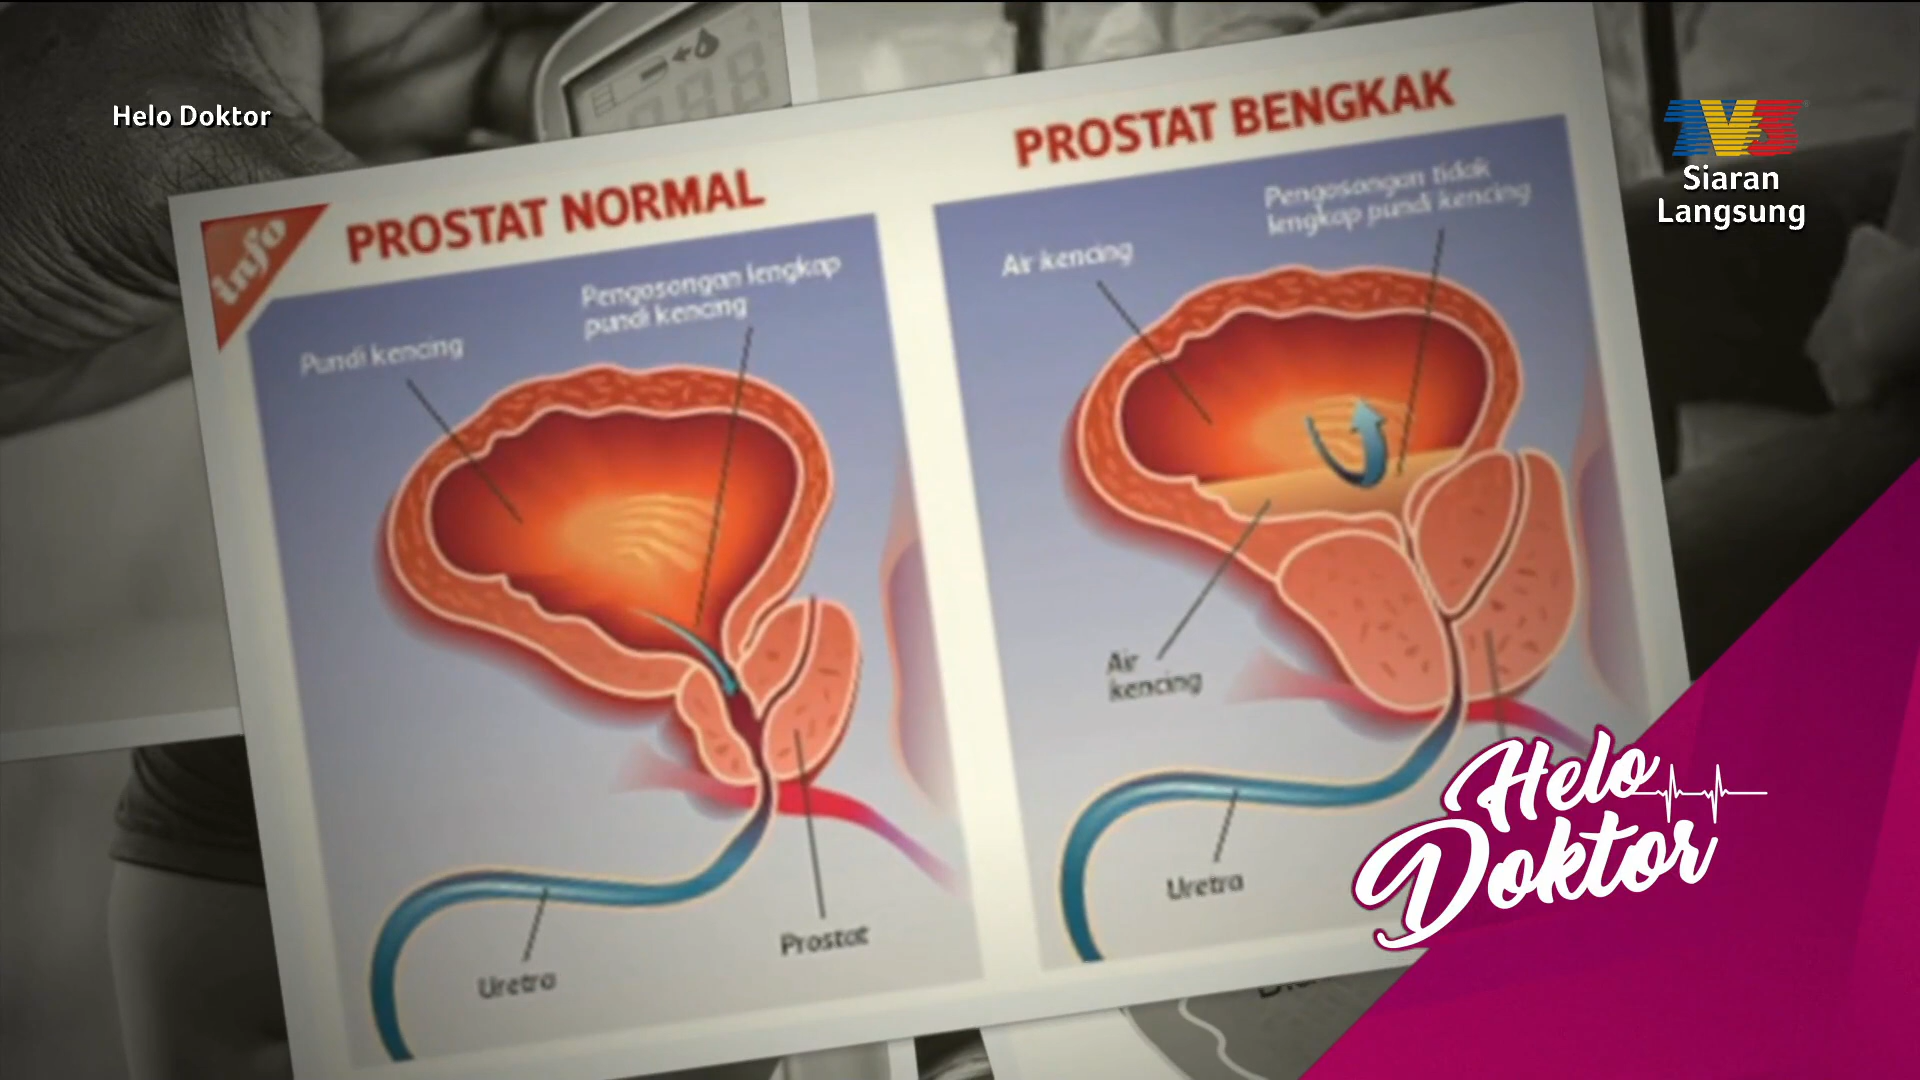 Helo Doktor
TV3
Siaran
Langsung
info
PROSTAT NORMAL
Pundi kencing
Pengosongan lengkap
pundi kencing
Uretra
Prostat
PROSTAT BENGKAK
Air kencing
Pengosongan tidak
lengkap pundi kencing
Air
kencing
Uretra
Helo
Doktor